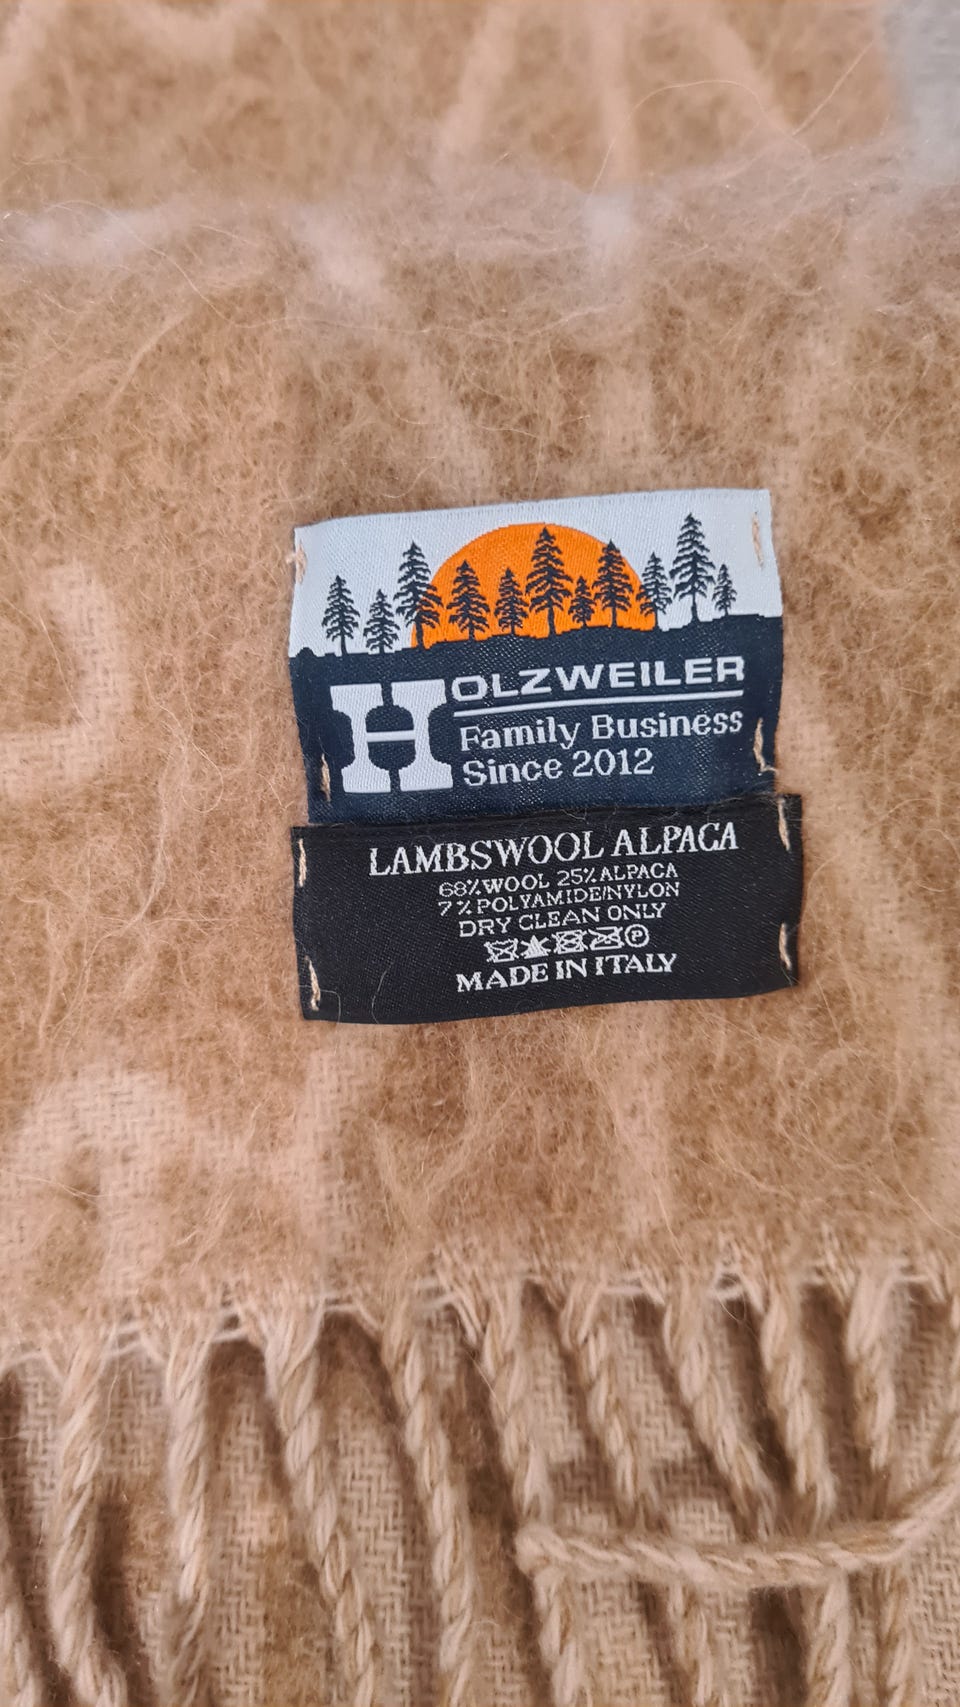 HOLZWEILER
Family Business
Since 2012
LAMBSWOOL ALPACA
68%WOOL 25%ALPACA
7%POLYAMIDE/NYLON
DRY CLEAN ONLY
P
MADE IN ITALY